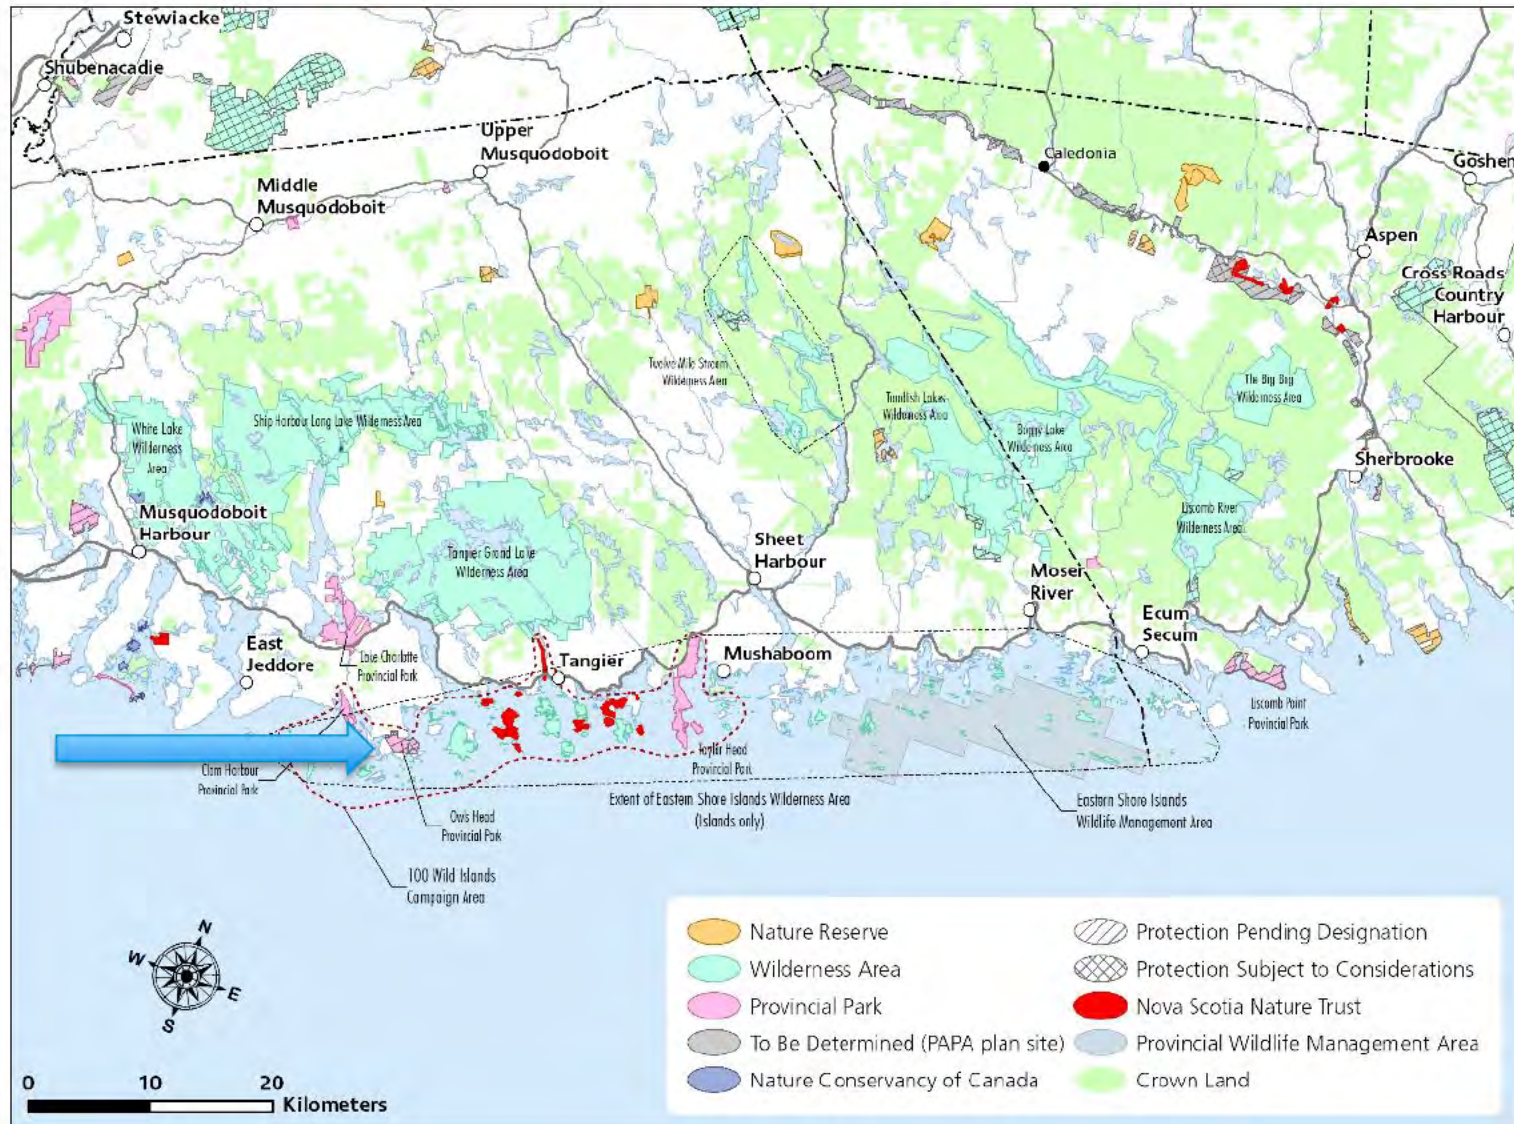 Stewiacke
Shubenacadie
Upper
Musquodoboit
Middle
Musquodoboit
Caledonia
Goshen
Aspen
Cross Roads
Country
Harbour
Twelve Mile Stream
Wilderness Area
The Big Bog
Wilderness Area
Toadfish Lakes
Wilderness Area
Boggy Lake
Wilderness Area
White Lake
Wilderness
Area
Ship Harbour Long Lake Wilderness Area
Sherbrooke
Musquodoboit
Harbour
Liscomb River
Wilderness Area
Tangier Grand Lake
Wilderness Area
Sheet
Harbour
Moser
River
Ecum
Secum
East
Jeddore
Lake Charlotte
Provincial Park
Tangier
Mushaboom
Liscomb Point
Provincial Park
Clam Harbour
Provincial Park
Taylor Head
Provincial Park
Owls Head
Provincial Park
Extent of Eastern Shore Islands Wilderness Area
(Islands only)
Eastern Shore Islands
Wildlife Management Area
100 Wild Islands
Campaign Area
N
W
E
S
0 10 20
Kilometers
Nature Reserve
Wilderness Area
Provincial Park
To Be Determined (PAPA plan site)
Nature Conservancy of Canada
Protection Pending Designation
Protection Subject to Considerations
Nova Scotia Nature Trust
Provincial Wildlife Management Area
Crown Land